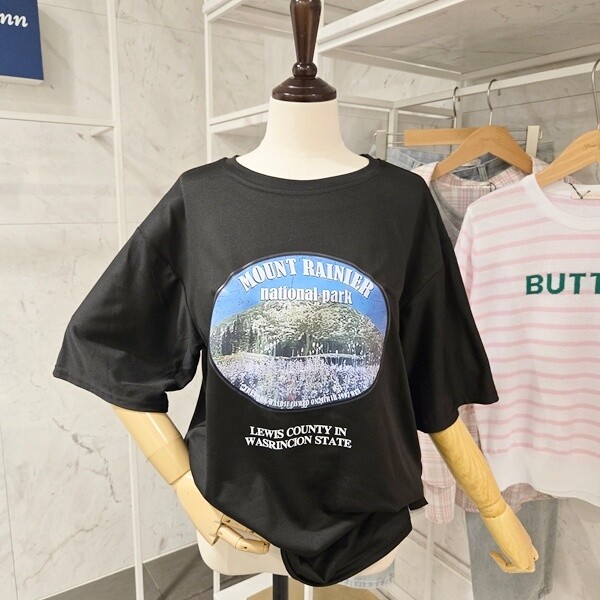 nn
MOUNT RAINIER
national park
LEWIS COUNTY IN
WASRINCION STATE
BUTT